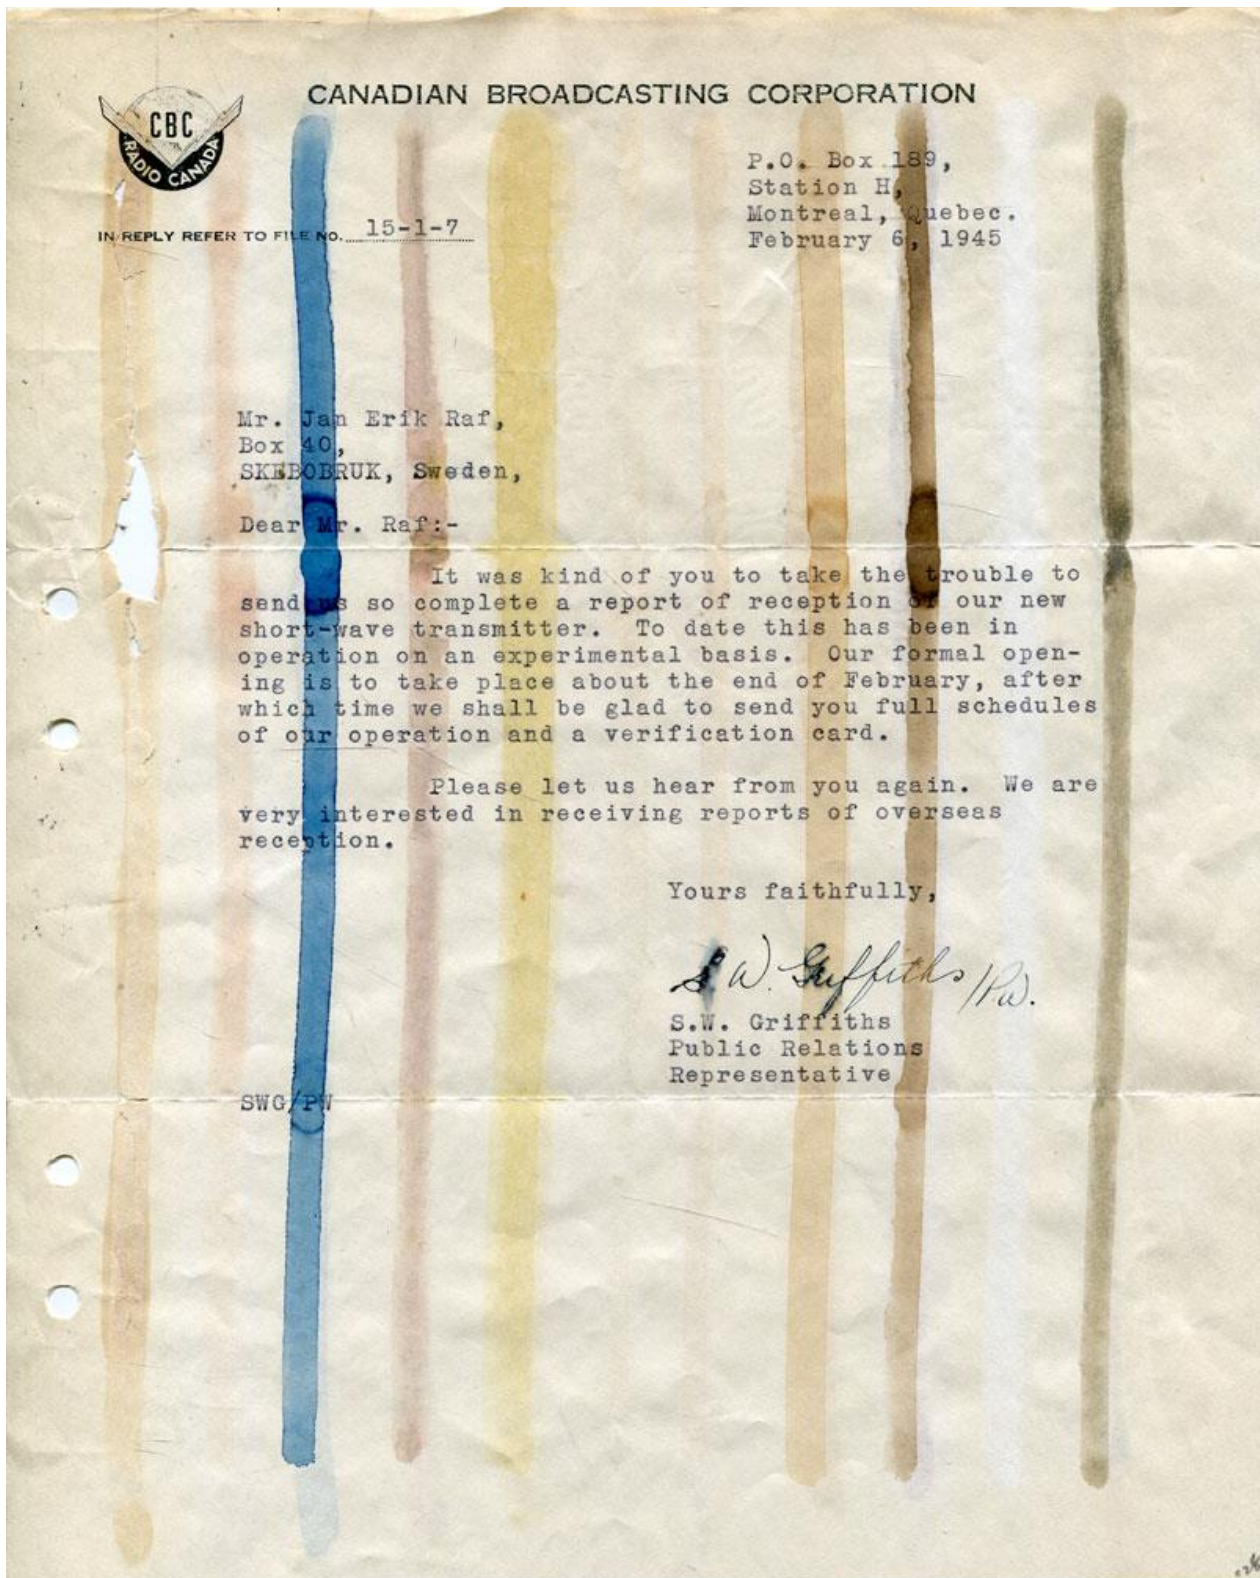 CANADIAN BROADCASTING CORPORATION
CBC
RADIO CANADA
P.O. Box 189,
Station H,
Montreal, Quebec.
February 6, 1945
IN REPLY REFER TO FILE NO. 15-1-7
Mr. Jan Erik Raf,
Box 40,
SKEBOBRUK, Sweden,
Dear Mr. Raf:-
It was kind of you to take the trouble to
send us so complete a report of reception of our new
short-wave transmitter. To date this has been in
operation on an experimental basis. Our formal open-
ing is to take place about the end of February, after
which time we shall be glad to send you full schedules
of our operation and a verification card.
Please let us hear from you again. We are
very interested in receiving reports of overseas
reception.
Yours faithfully,
S. W. Griffiths /PW.
S.W. Griffiths
Public Relations
Representative
SWG/PW